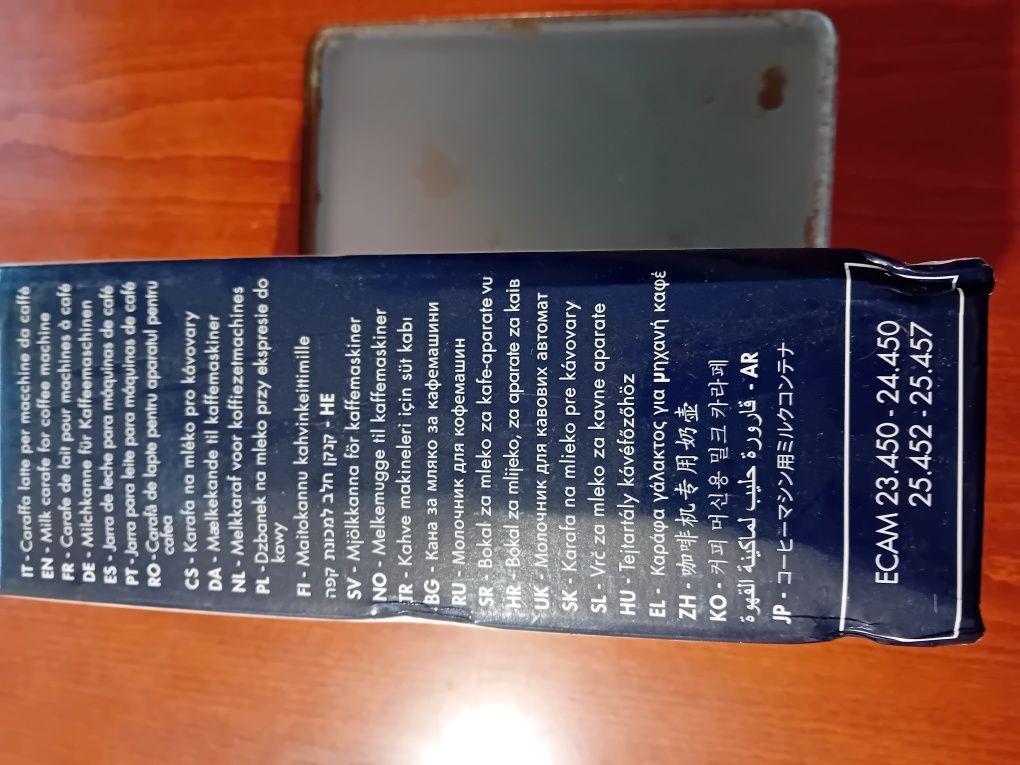 IT - Caraffa latte per macchine da caffè
EN - Milk carafe for coffee machine
FR - Carafe de lait pour machines à café
DE - Milchkanne für Kaffeemaschinen
ES - Jarra de leche para máquinas de café
PT - Jarra para leite para máquinas de café
RO - Carafă de lapte pentru aparatul pentru
cafea
CS - Karafa na mléko pro kávovary
DA - Mælkekande til kaffemaskiner
NL - Melkkaraf voor koffiezetmachines
PL - Dzbanek na mleko przy ekspresie do
kawy
FI - Maitokannu kahvinkeittimille
קנקן חלב למכונות קפה - HE
SV - Mjölkkanna för kaffemaskiner
NO - Melkemugge til kaffemaskiner
TR - Kahve makineleri için süt kabı
BG - Кана за мляко за кафемашини
RU - Молочник для кофемашин
SR - Bokal za mleko za kafe-aparate vu
HR - Bokal za mlijeko, za aparate za kaiв
UK - Молочник для кавових автомат
SK - Karafa na mlieko pre kávovary
SL - Vrč za mleko za kavne aparate
HU - Tejtartaly kávéfőzőhöz
EL - Καράφα γάλακτος για μηχανή καφέ
ZH - 咖啡机专用奶壶
KO - 커피 머신용 밀크 카라페
قارورة حليب لماكينة القهوة - AR
JP - コーヒーマシン用ミルクコンテナ
ECAM 23.450 - 24.450
25.452 - 25.457